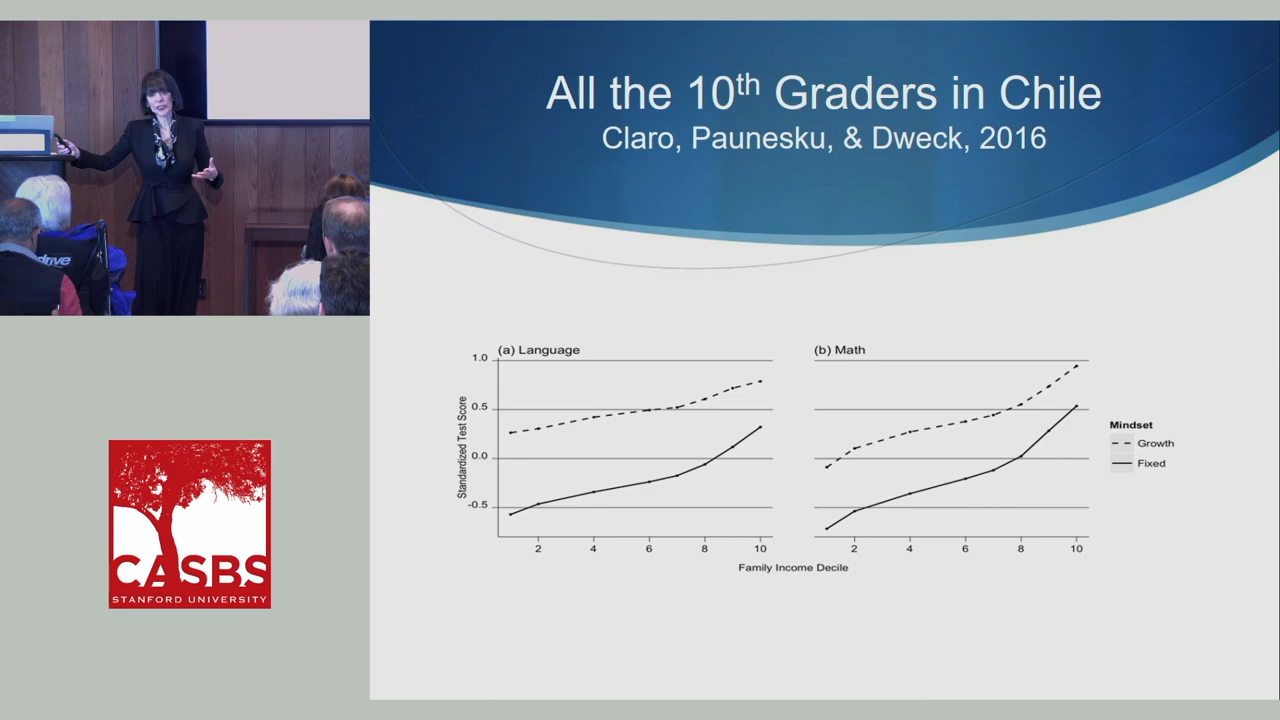 All the 10th Graders in Chile
Claro, Paunesku, & Dweck, 2016
drive
(a) Language
(b) Math
Standardized Test Score
1.0
0.5
0.0
-0.5
2 4 6 8 10
2 4 6 8 10
Family Income Decile
Mindset
Growth
Fixed
CASBS
STANFORD UNIVERSITY